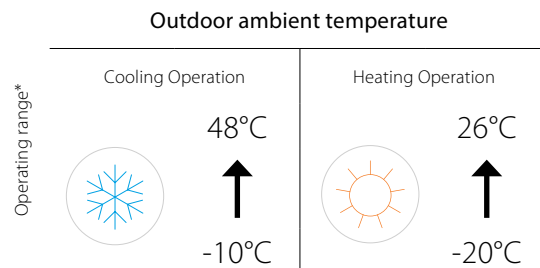 Outdoor ambient temperature
Operating range*
Cooling Operation
Heating Operation
48°C
26°C
-10°C
-20°C